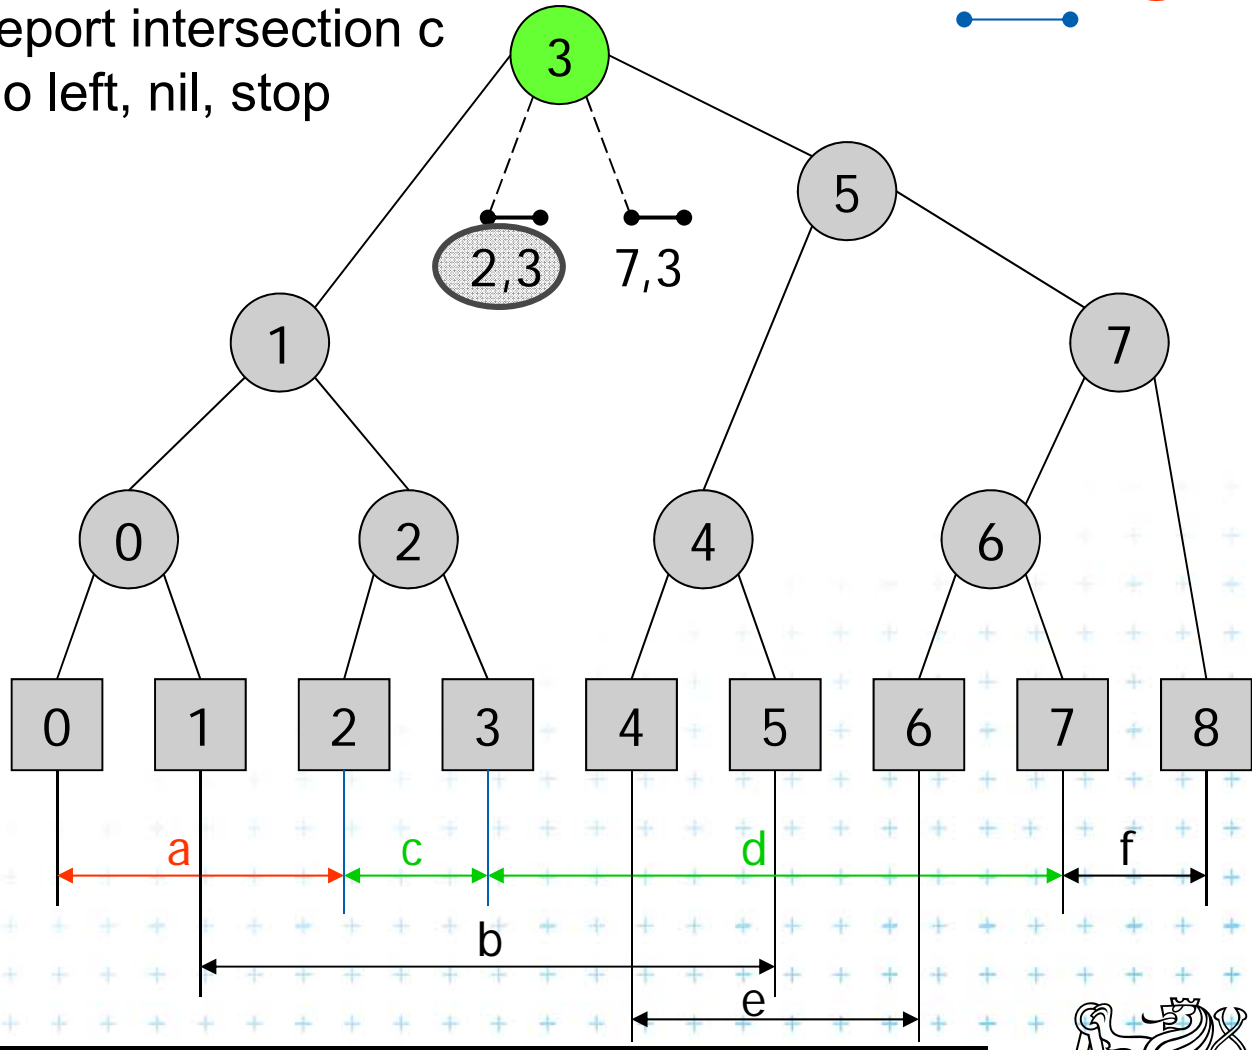 eport intersection c
o left, nil, stop
3
5
2,3 7,3
1 7
0 2 4 6
0 1 2 3 4 5 6 7 8
a c d f
b
e